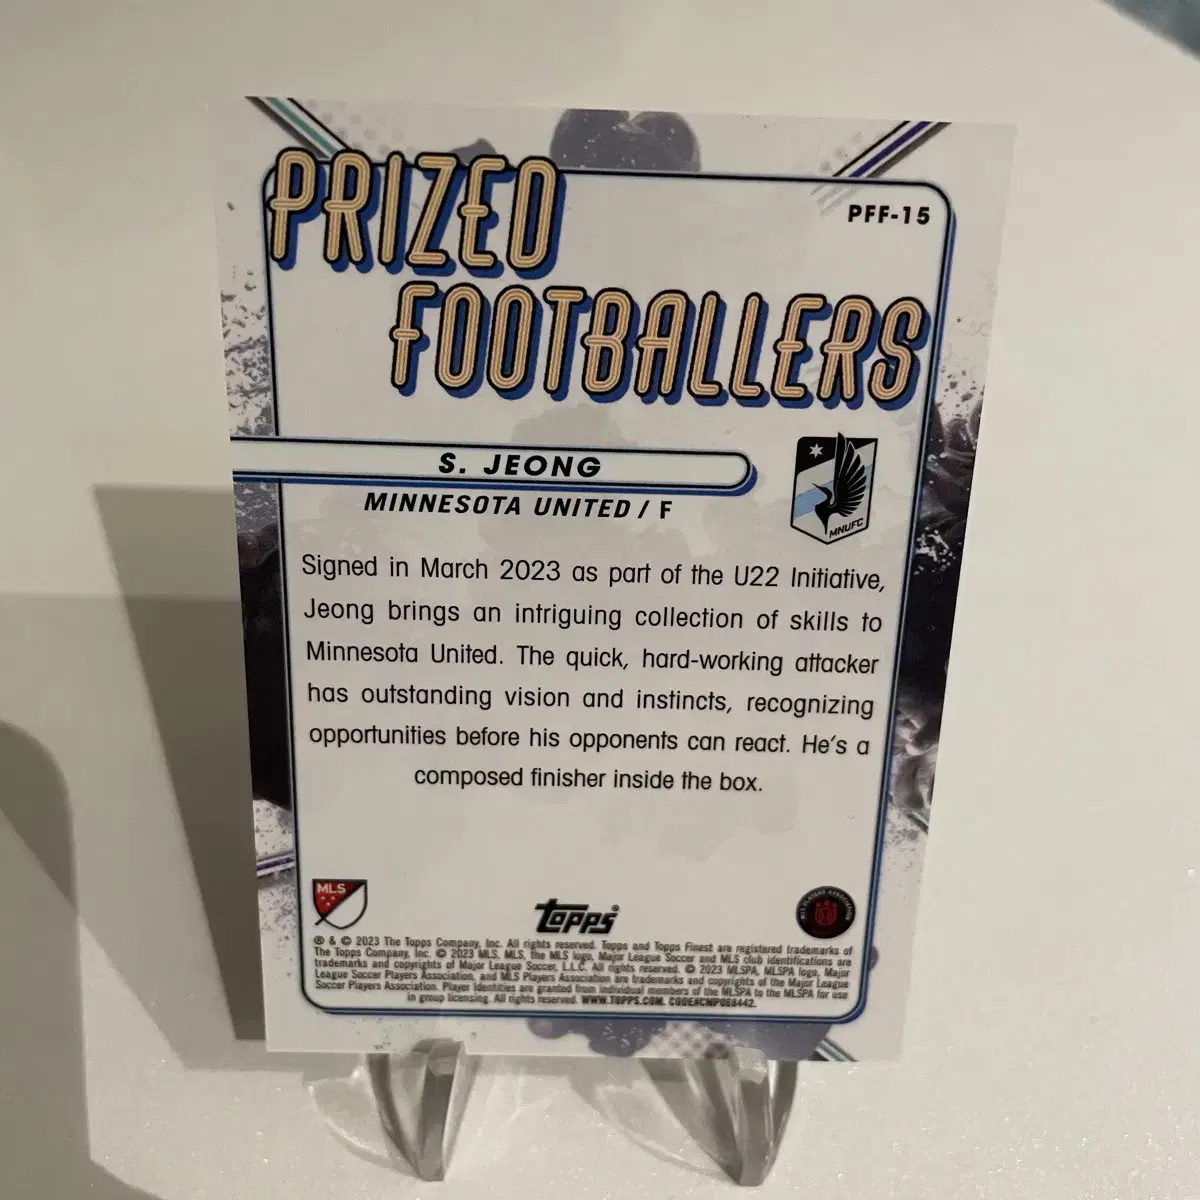 PRIZED
FOOTBALLERS
PFF-15
S. JEONG
MINNESOTA UNITED / F
MNUFC
Signed in March 2023 as part of the U22 Initiative,
Jeong brings an intriguing collection of skills to
Minnesota United. The quick, hard-working attacker
has outstanding vision and instincts, recognizing
opportunities before his opponents can react. He's a
composed finisher inside the box.
MLS
topps
MLS PLAYERS ASSOCIATION
® & © 2023 The Topps Company, Inc. All rights reserved. Topps and Topps Finest are registered trademarks of
The Topps Company, Inc. © 2023 MLS. MLS, the MLS logo, Major League Soccer and MLS club identifications are
trademarks and copyrights of Major League Soccer, L.L.C. All rights reserved. © 2023 MLSPA, MLSPA logo, Major
League Soccer Players Association, and MLS Players Association are trademarks and copyrights of the Major League
Soccer Players Association. Player Identities are granted from individual members of the MLSPA to the MLSPA for use
in group licensing. All rights reserved. WWW.TOPPS.COM. CODE#CMP068442.